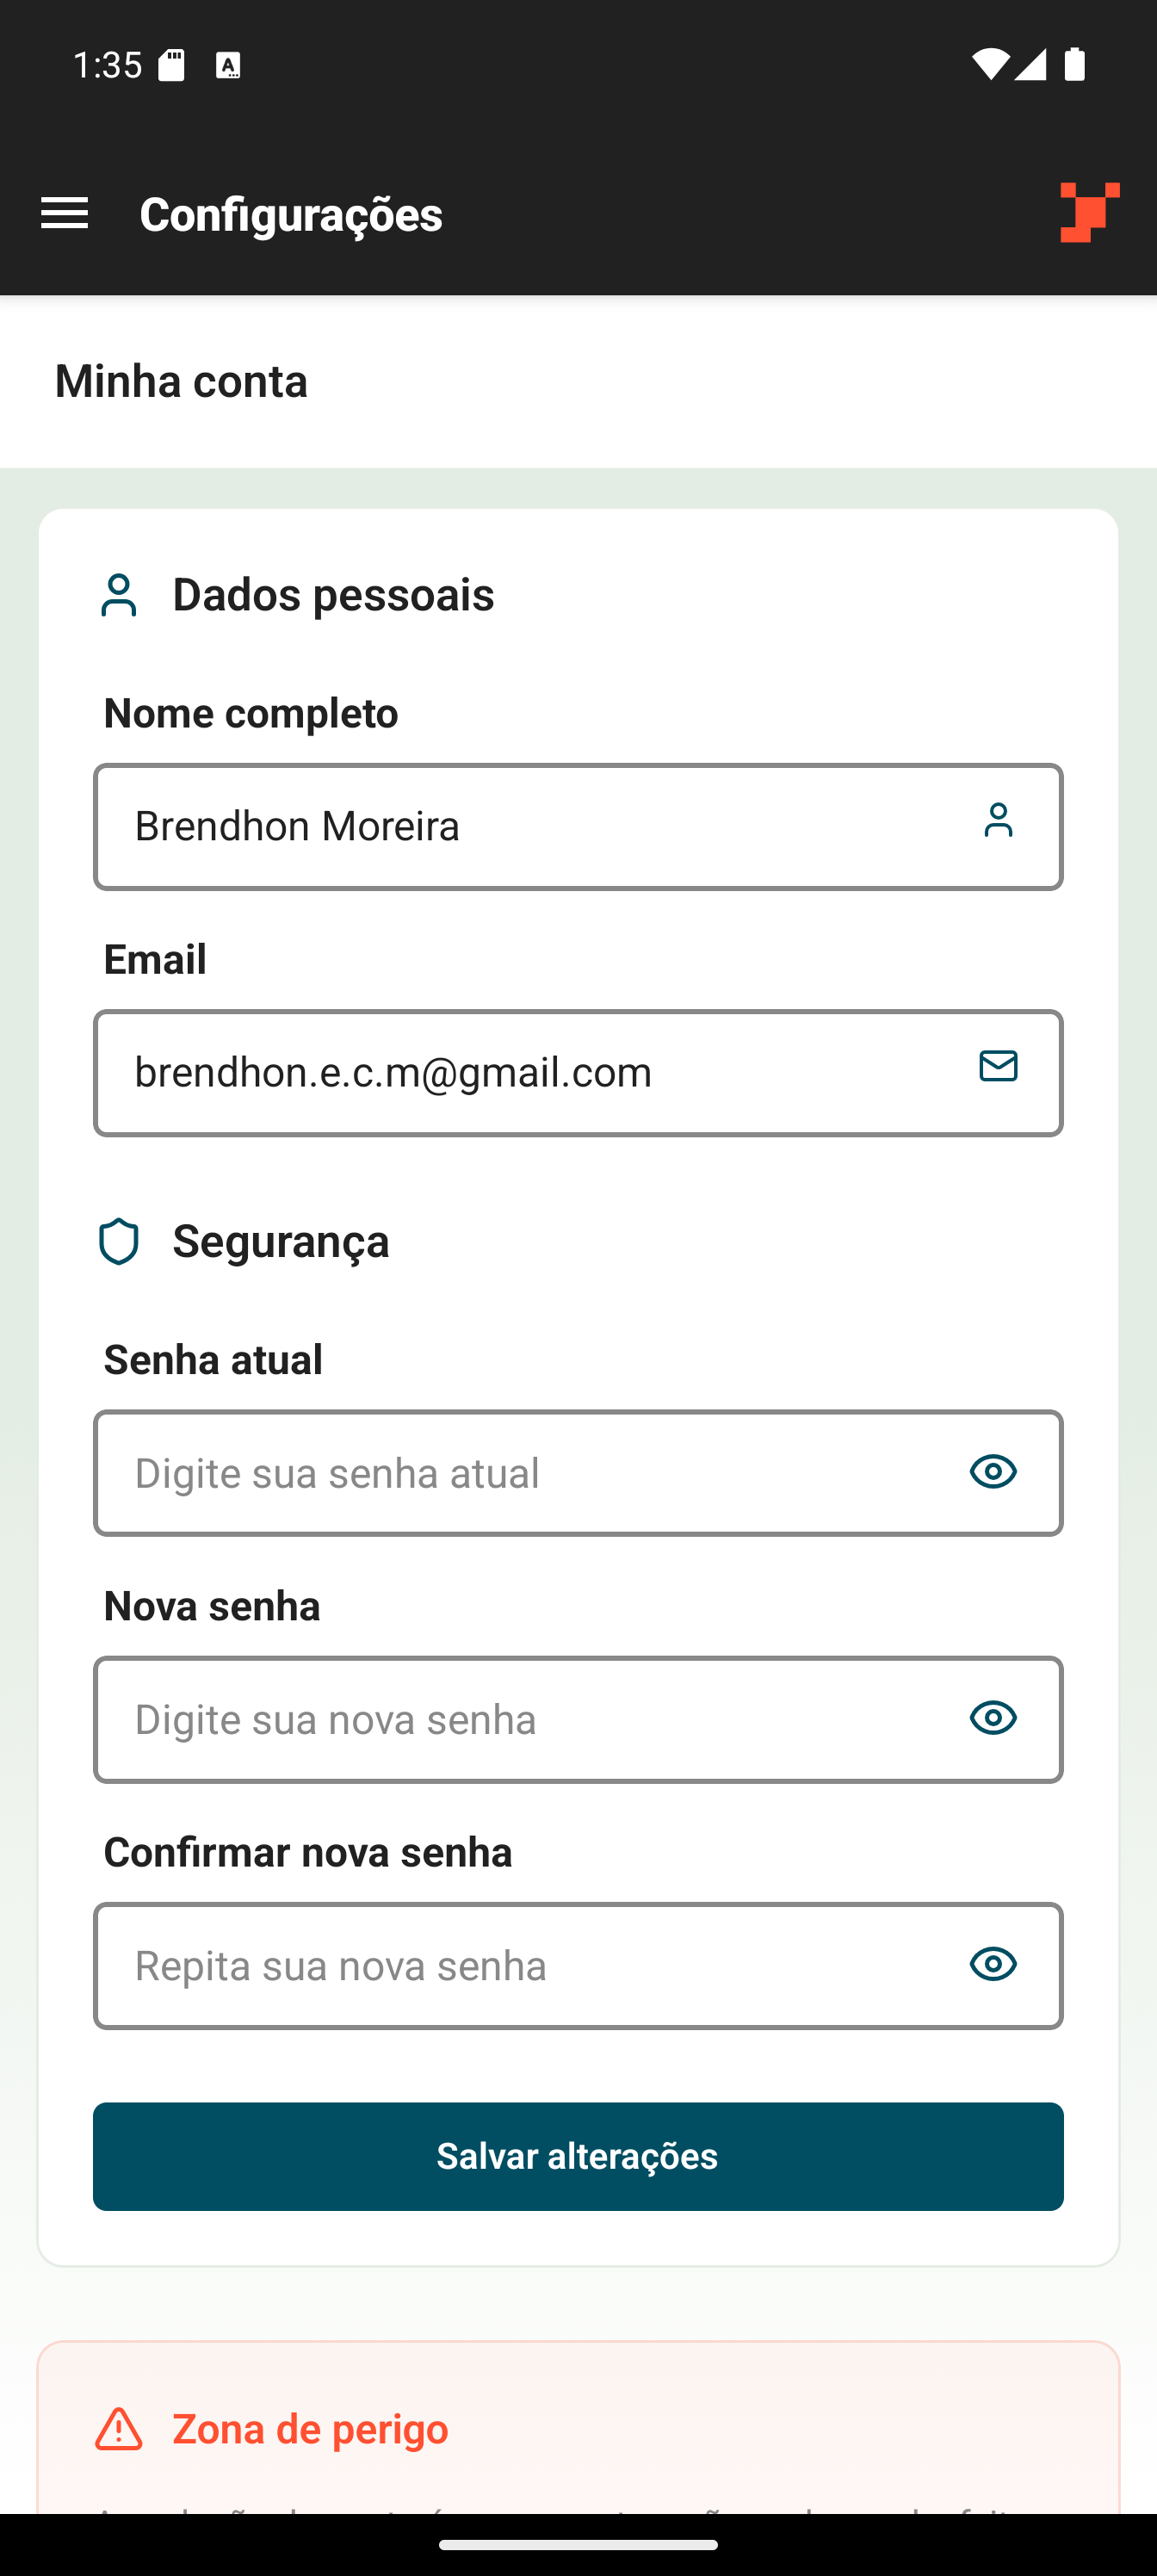 1:35
Configurações
Minha conta
Dados pessoais
Nome completo
Brendhon Moreira
Email
brendhon.e.c.m@gmail.com
Segurança
Senha atual
Digite sua senha atual
Nova senha
Digite sua nova senha
Confirmar nova senha
Repita sua nova senha
Salvar alterações
Zona de perigo